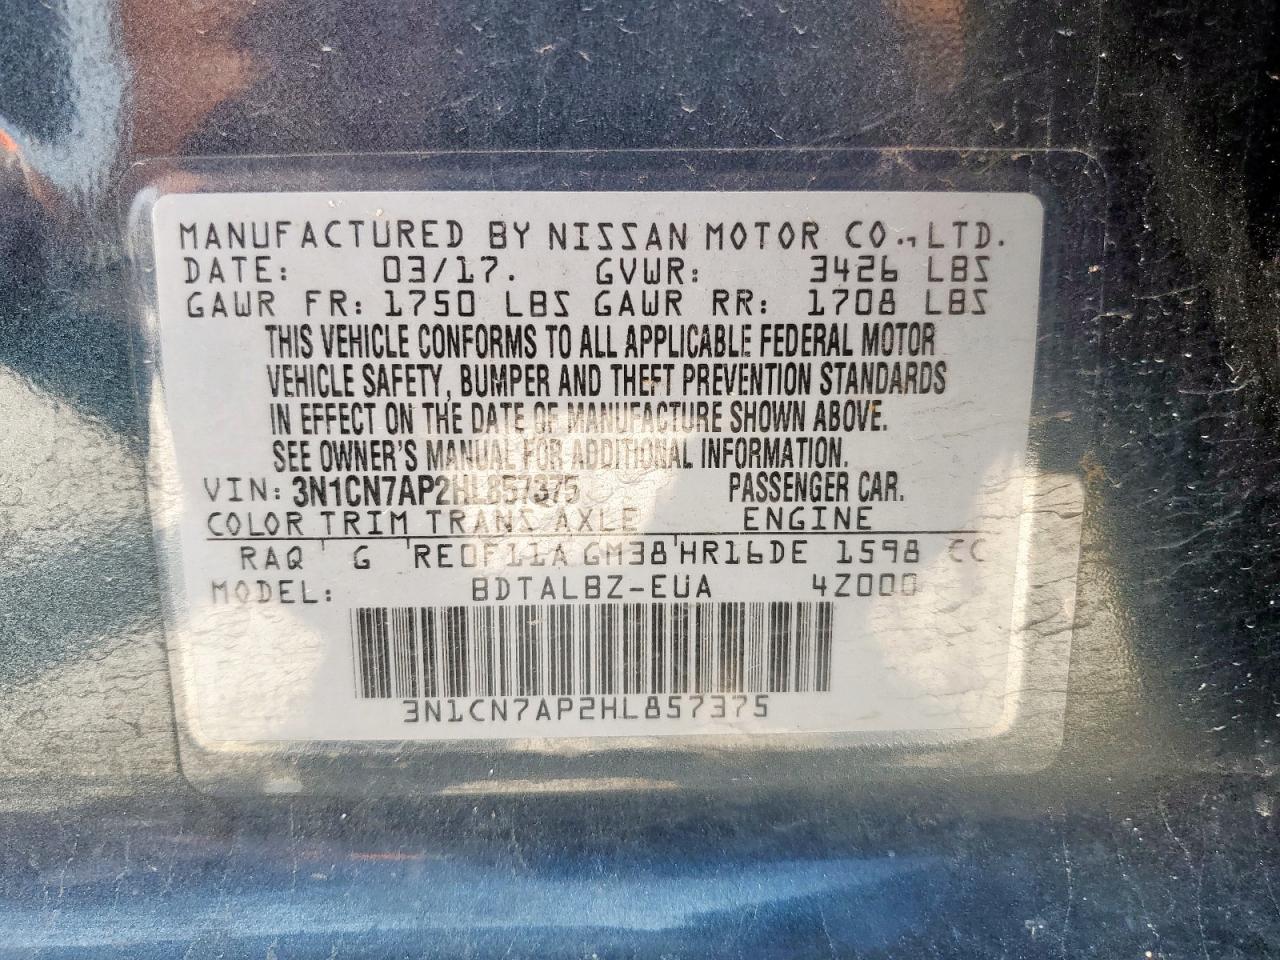 MANUFACTURED BY NISSAN MOTOR CO., LTD.
DATE: 03/17. GVWR: 3426 LBS
GAWR FR: 1750 LBS GAWR RR: 1708 LBS
THIS VEHICLE CONFORMS TO ALL APPLICABLE FEDERAL MOTOR
VEHICLE SAFETY, BUMPER AND THEFT PREVENTION STANDARDS
IN EFFECT ON THE DATE OF MANUFACTURE SHOWN ABOVE.
SEE OWNER'S MANUAL FOR ADDITIONAL INFORMATION.
VIN: 3N1CN7AP2HL857375 PASSENGER CAR.
COLOR TRIM TRANS AXLE ENGINE
RAQ G RE0F11A GM38 HR16DE 1598 CC
MODEL: BDTALBZ-EUA 4Z000
3N1CN7AP2HL857375